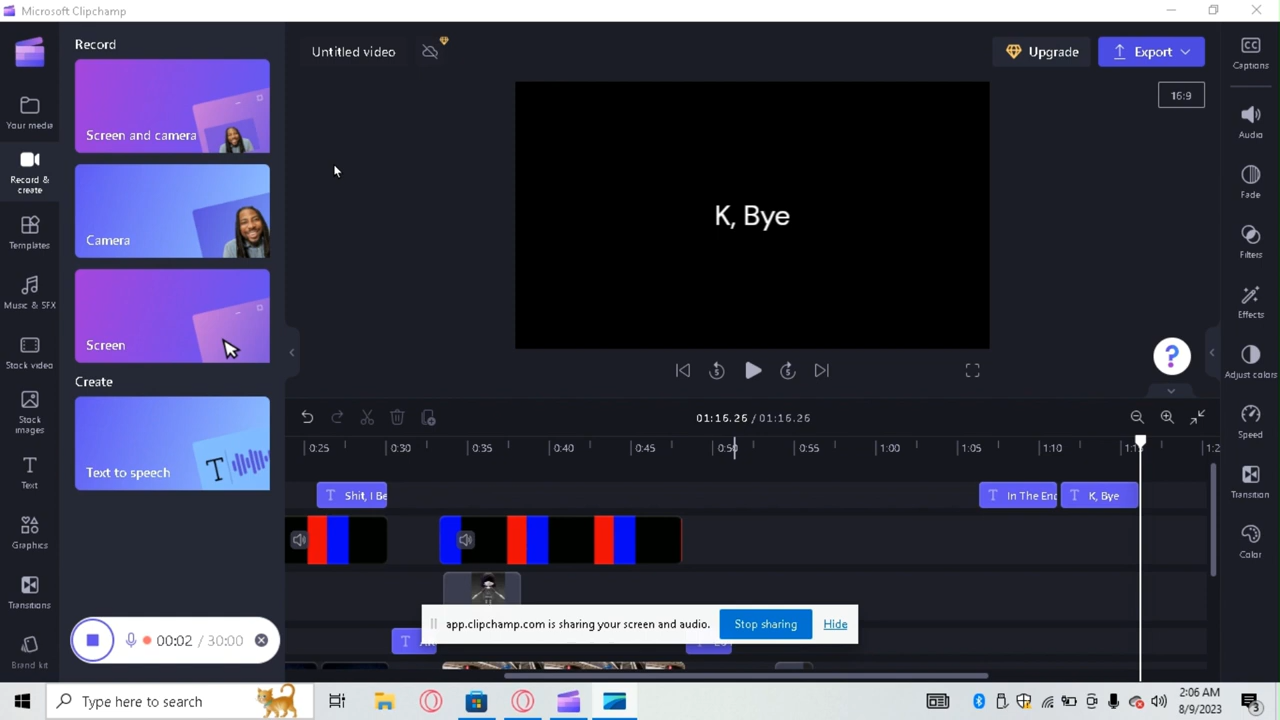 Microsoft Clipchamp
Record
Screen and camera
Camera
Screen
Create
Text to speech
Your media
Record &
create
Templates
Music & SFX
Stock video
Stock
images
Text
Graphics
Transitions
Brand kit
Untitled video
Upgrade
Export
16:9
K, Bye
5
5
?
01:16.26 / 01:16.26
0:25
0:30
0:35
0:40
0:45
0:50
0:55
1:00
1:05
1:10
T Shit, I Be
T In The End
T K, Bye
T
00:02 / 30:00
app.clipchamp.com is sharing your screen and audio.
Stop sharing
Hide
CC
Captions
Audio
Fade
Filters
Effects
Adjust colors
Speed
Transition
Color
Type here to search
2:06 AM
8/9/2023
3